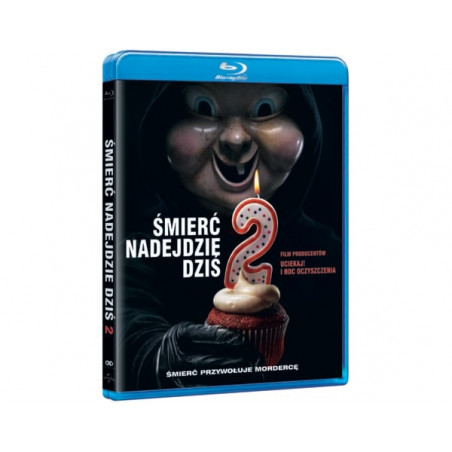 Blu-ray Disc
ŚMIERĆ
NADEJDZIE
DZIŚ
2
FILM PRODUCENTÓW
UCIEKAJ!
I NOC OCZYSZCZENIA
ŚMIERĆ PRZYWOŁUJE MORDERCĘ
ŚMIERĆ NADEJDZIE DZIŚ 2